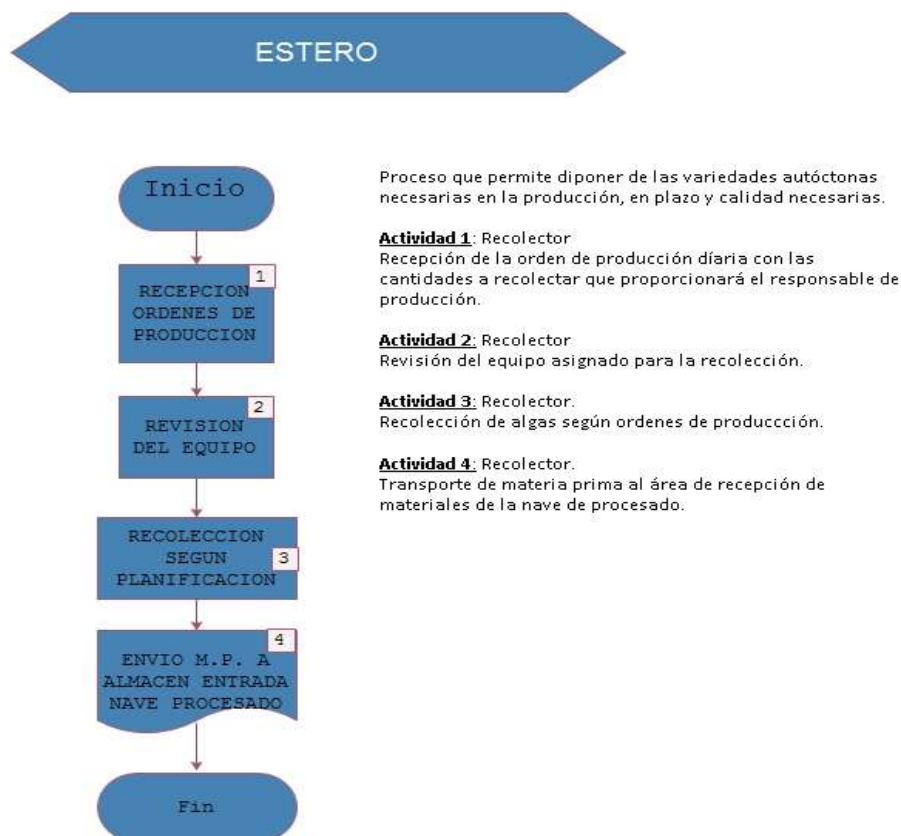 ESTERO
Inicio
1
RECEPCION
ORDENES DE
PRODUCCION
2
REVISION
DEL EQUIPO
RECOLECCION
SEGUN
3
PLANIFICACION
4
ENVIO M.P. A
ALMACEN ENTRADA
NAVE PROCESADO
Fin
Proceso que permite diponer de las variedades autóctonas
necesarias en la producción, en plazo y calidad necesarias.
Actividad 1: Recolector
Recepción de la orden de producción díaria con las
cantidades a recolectar que proporcionará el responsable de
producción.
Actividad 2: Recolector
Revisión del equipo asignado para la recolección.
Actividad 3: Recolector.
Recolección de algas según ordenes de produccción.
Actividad 4: Recolector.
Transporte de materia prima al área de recepción de
materiales de la nave de procesado.